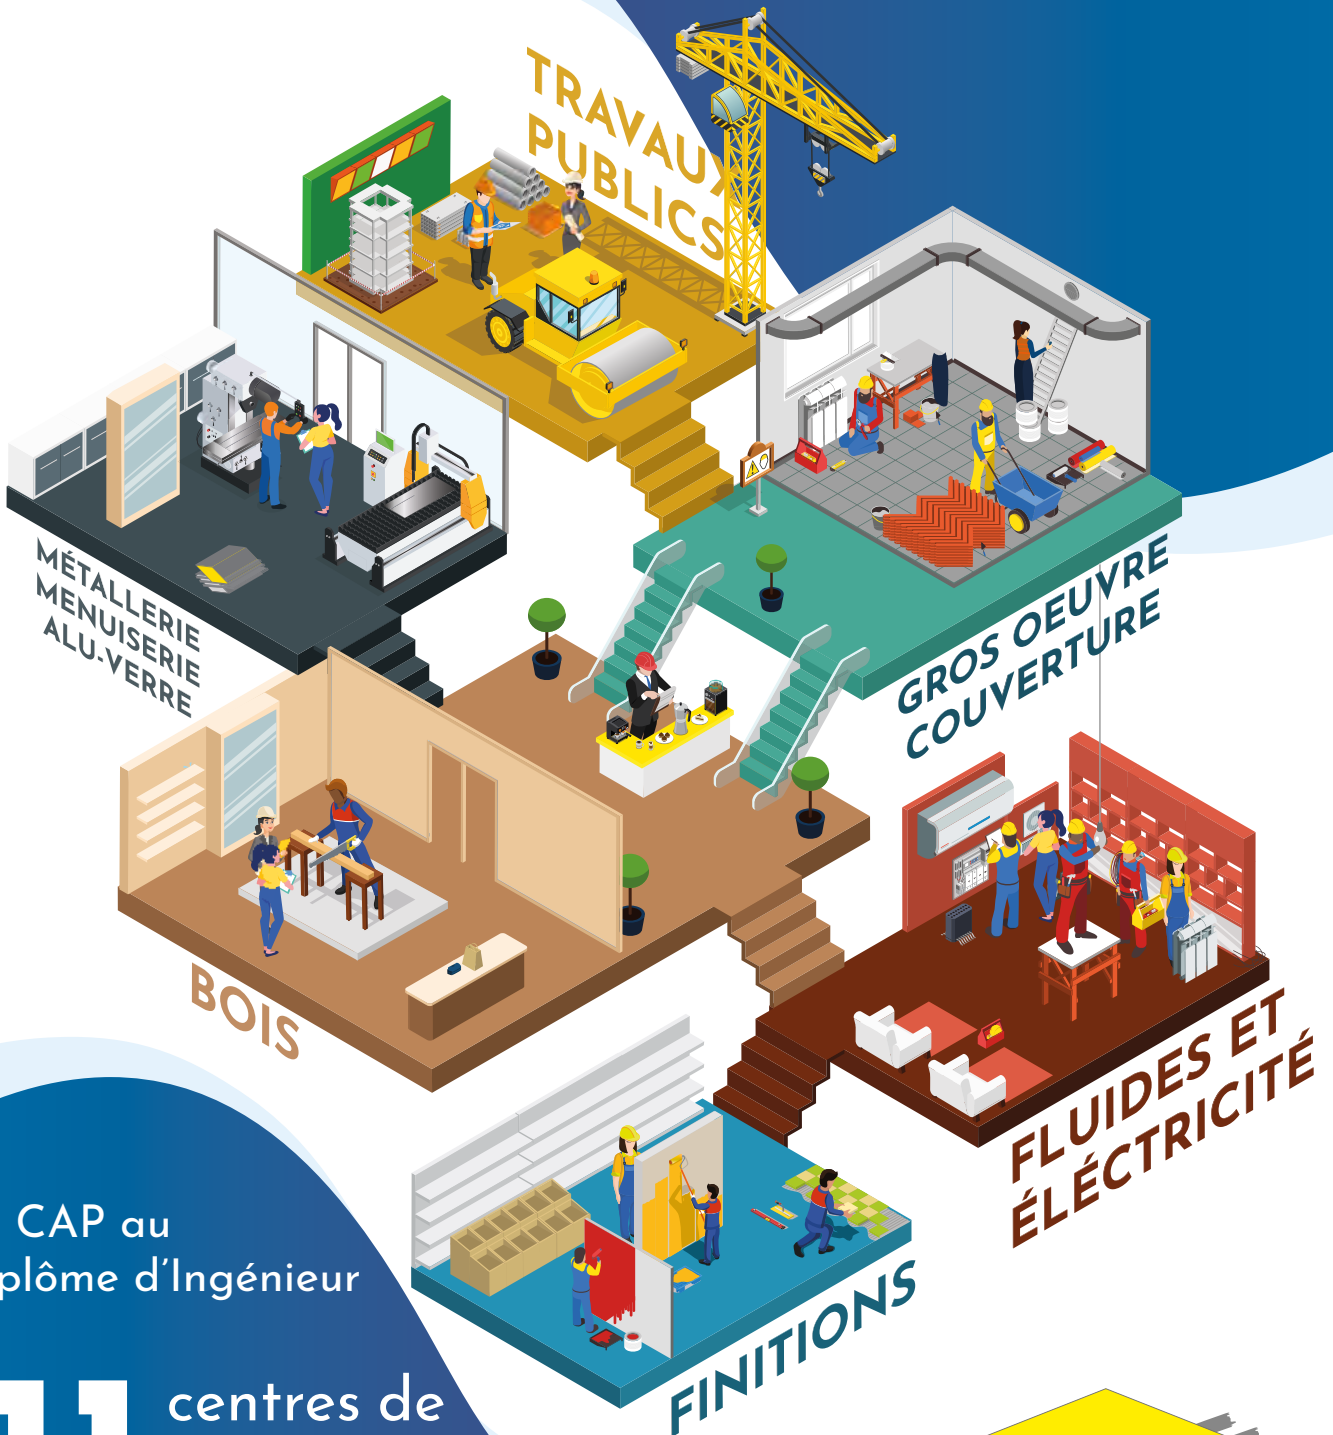 TRAVAUX
PUBLICS
MÉTALLERIE
MENUISERIE
ALU-VERRE
GROS OEUVRE
COUVERTURE
BOIS
FLUIDES ET
ÉLÉCTRICITÉ
FINITIONS
CAP au
plôme d'Ingénieur
11 centres de